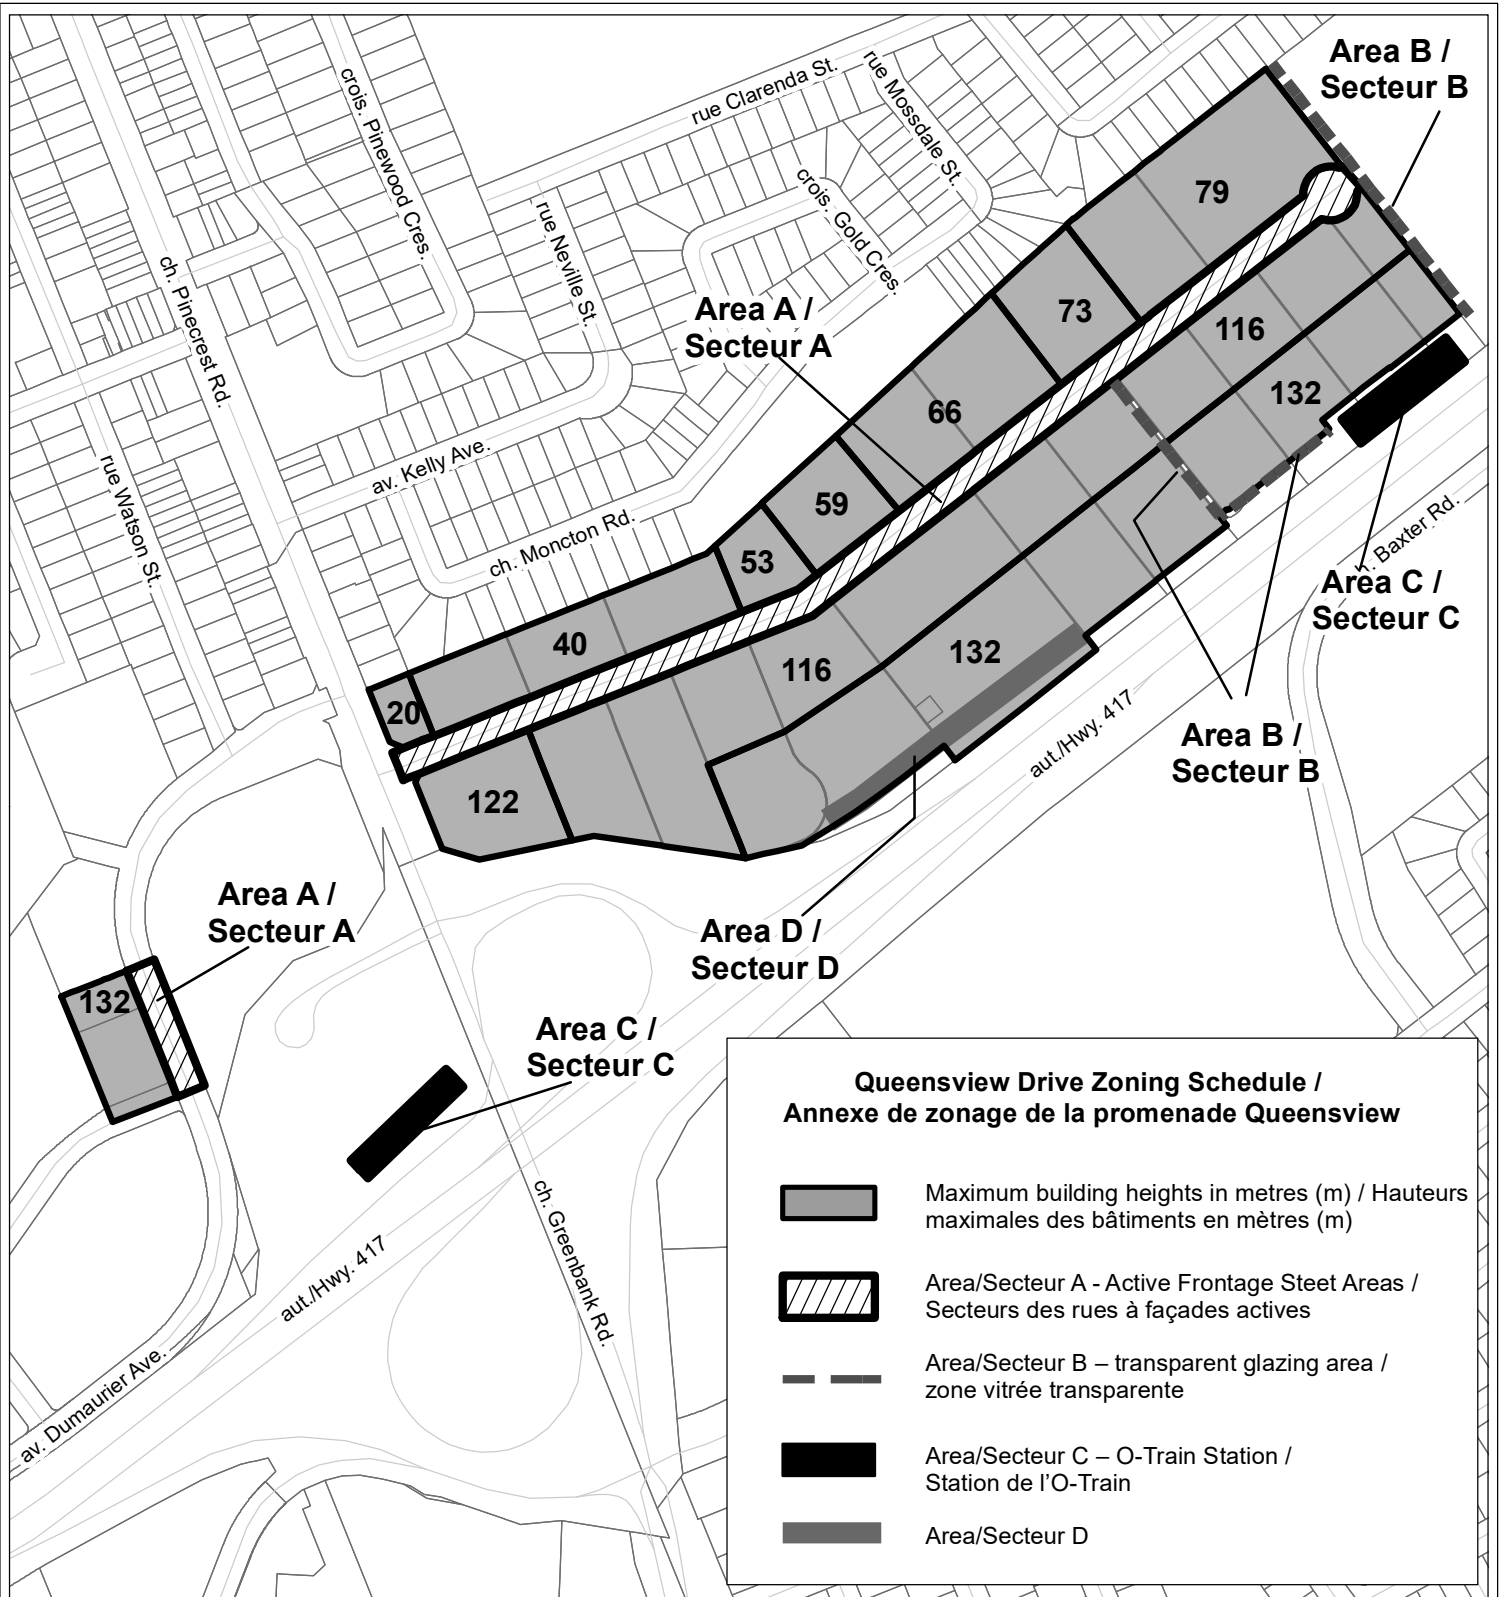 Area B /
Secteur B
rue Clarenda St.
rue Mossdale St.
crois. Pinewood Cres.
crois. Gold Cres.
rue Neville St.
ch. Pinecrest Rd.
79
73
116
132
Area A /
Secteur A
66
59
53
av. Kelly Ave.
rue Watson St.
ch. Moncton Rd.
Baxter Rd.
Area C /
Secteur C
40
20
116
132
122
aut./Hwy. 417
Area B /
Secteur B
Area A /
Secteur A
132
Area D /
Secteur D
Area C /
Secteur C
ch. Greenbank Rd.
aut./Hwy. 417
av. Dumaurier Ave.
Queensview Drive Zoning Schedule /
Annexe de zonage de la promenade Queensview
Maximum building heights in metres (m) / Hauteurs
maximales des bâtiments en mètres (m)
Area/Secteur A - Active Frontage Steet Areas /
Secteurs des rues à façades actives
Area/Secteur B – transparent glazing area /
zone vitrée transparente
Area/Secteur C – O-Train Station /
Station de l’O-Train
Area/Secteur D